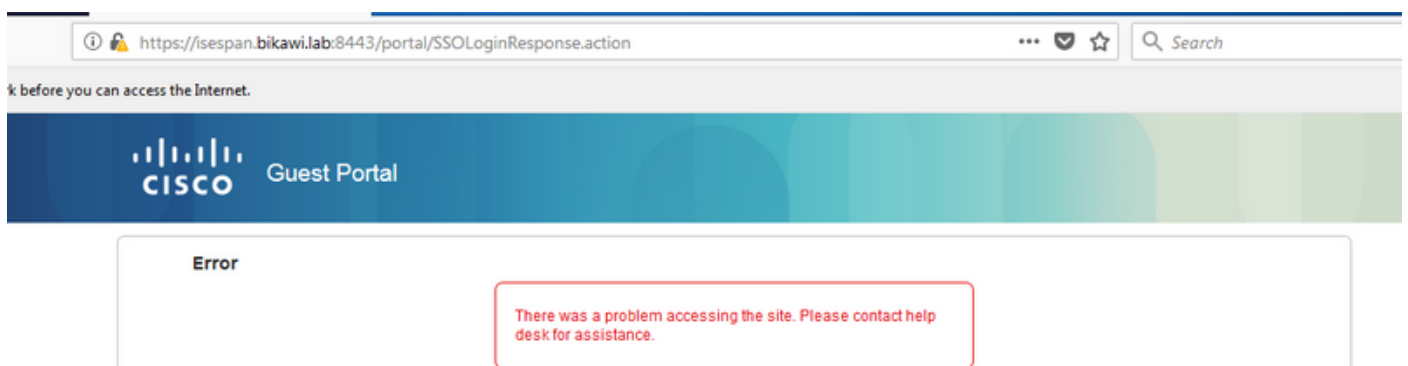 https://isespan.bikawi.lab:8443/portal/SSOLoginResponse.action
Search
before you can access the Internet.
CISCO
Guest Portal
Error
There was a problem accessing the site. Please contact help
desk for assistance.